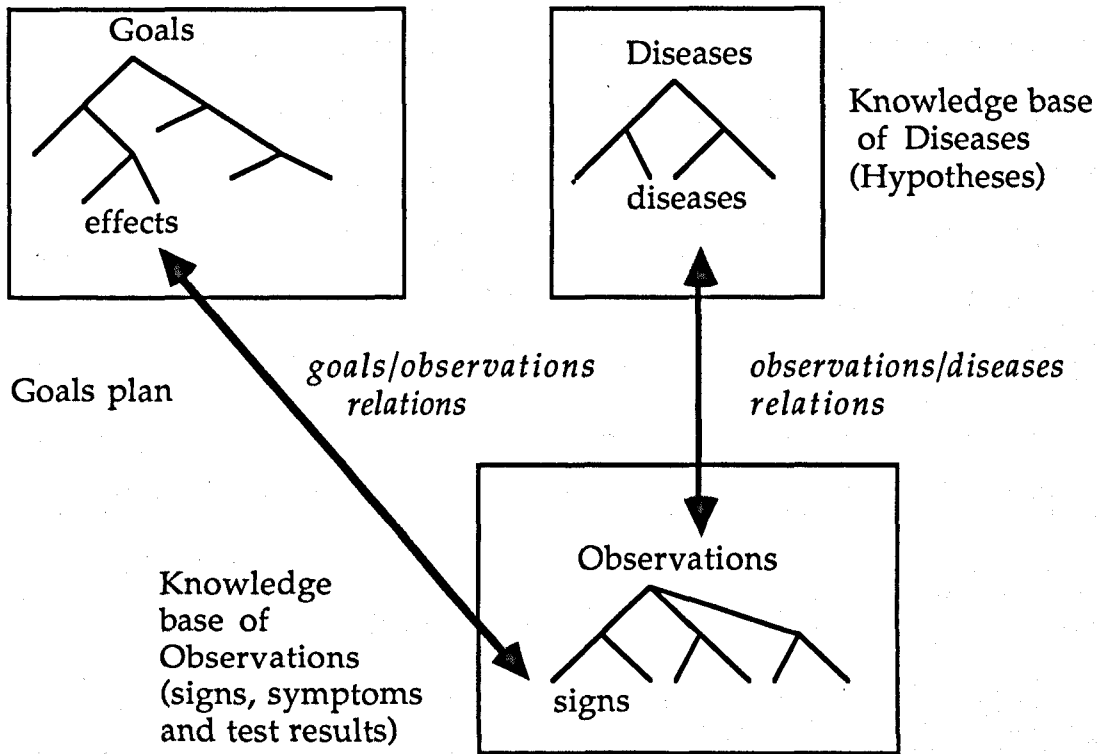 Goals
effects
Diseases
diseases
Knowledge base
of Diseases
(Hypotheses)
Goals plan
goals/observations
relations
observations/diseases
relations
Knowledge
base of
Observations
(signs, symptoms
and test results)
Observations
signs